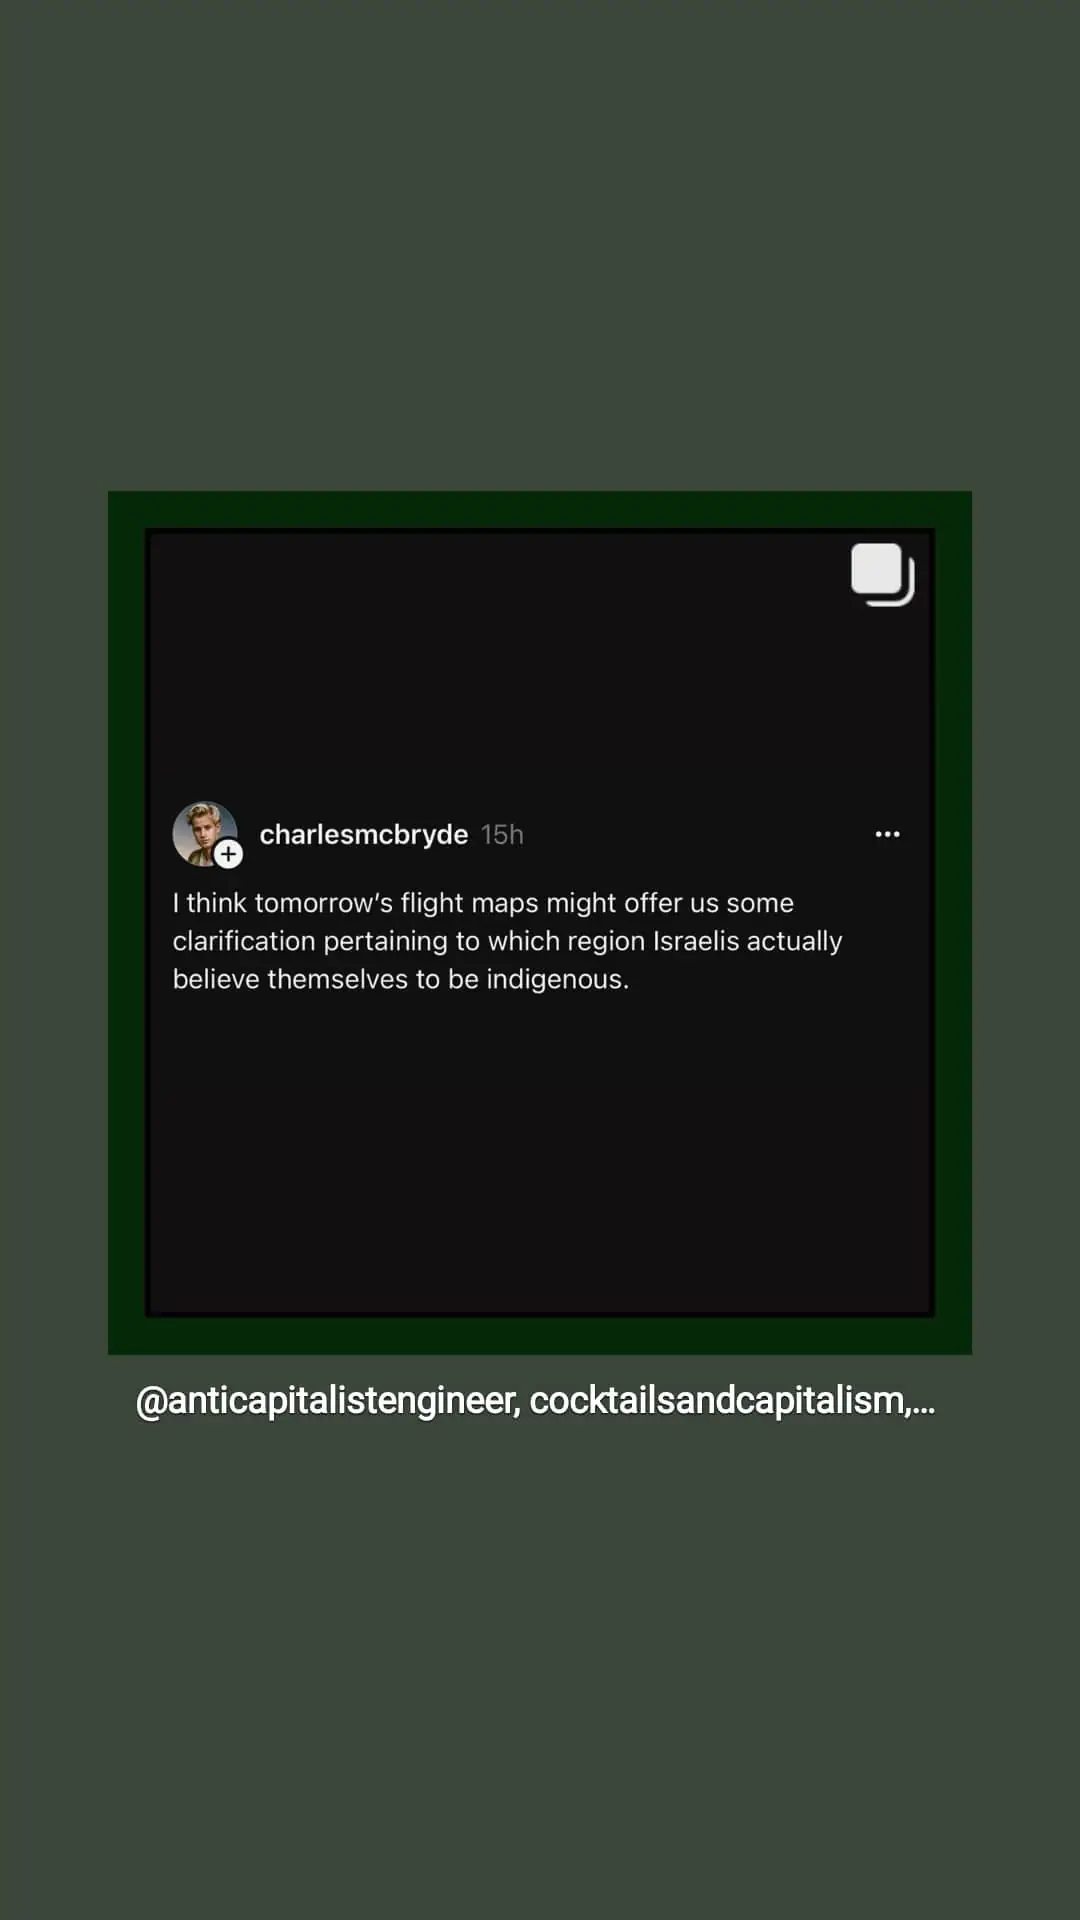 charlesmcbryde 15h
I think tomorrow’s flight maps might offer us some
clarification pertaining to which region Israelis actually
believe themselves to be indigenous.
@anticapitalistengineer, cocktailsandcapitalism,...